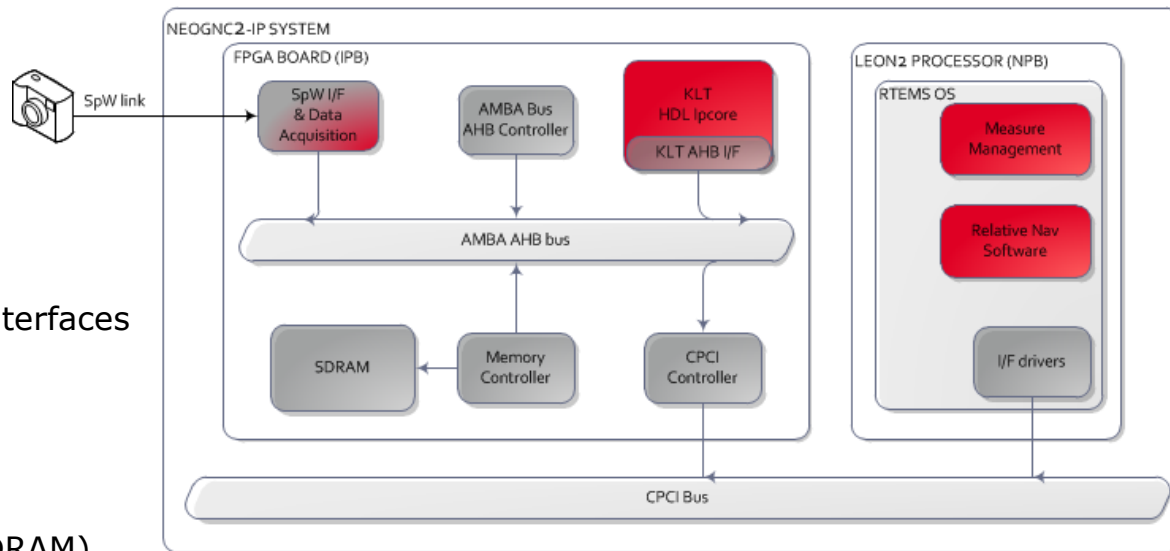 NEOGNC2-IP SYSTEM
FPGA BOARD (IPB)
LEON2 PROCESSOR (NPB)
RTEMS OS
SpW link
SpW I/F
& Data
Acquisition
AMBA Bus
AHB Controller
KLT
HDL Ipcore
KLT AHB I/F
Measure
Management
AMBA AHB bus
Relative Nav
Software
terfaces
SDRAM
Memory
Controller
CPCI
Controller
I/F drivers
CPCI Bus